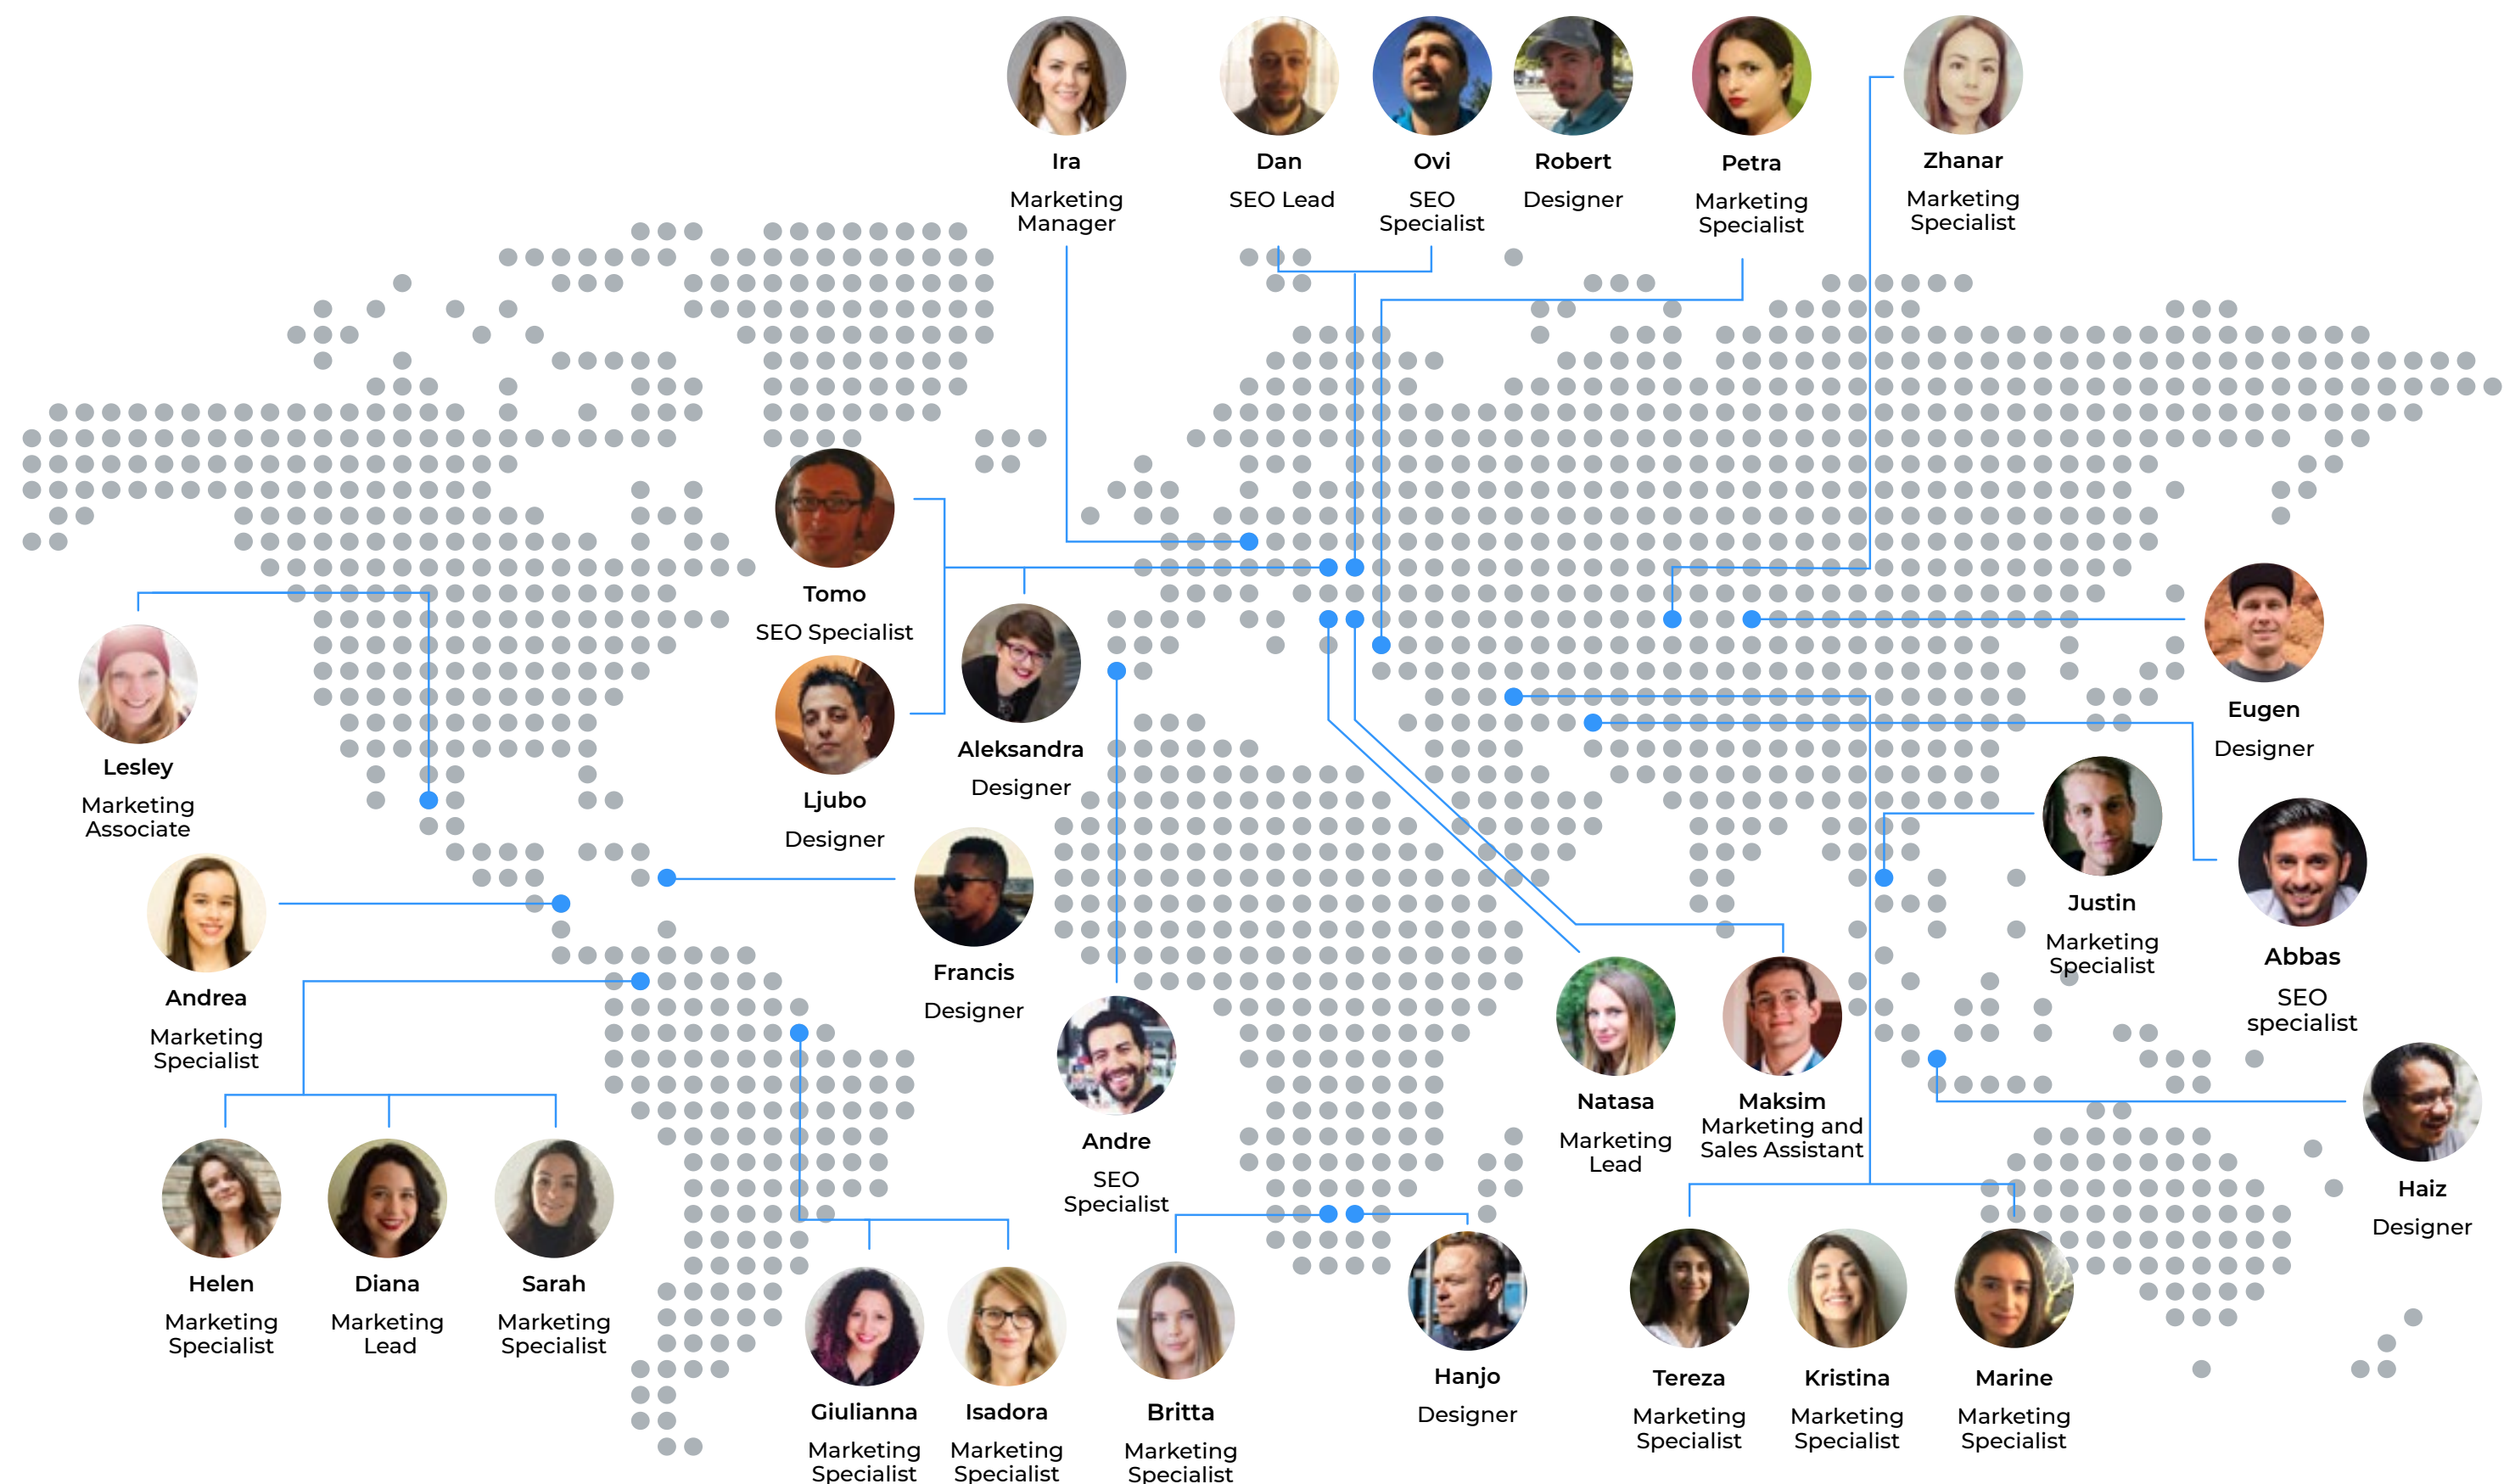 Ira
Marketing
Manager
Dan
SEO Lead
Ovi
SEO
Specialist
Robert
Designer
Petra
Marketing
Specialist
Zhanar
Marketing
Specialist
Tomo
SEO Specialist
Aleksandra
Designer
Ljubo
Designer
Lesley
Marketing
Associate
Eugen
Designer
Justin
Marketing
Specialist
Abbas
SEO
specialist
Andrea
Marketing
Specialist
Francis
Designer
Andre
SEO
Specialist
Natasa
Marketing
Lead
Maksim
Marketing and
Sales Assistant
Haiz
Designer
Helen
Marketing
Specialist
Diana
Marketing
Lead
Sarah
Marketing
Specialist
Giulianna
Marketing
Specialist
Isadora
Marketing
Specialist
Britta
Marketing
Specialist
Hanjo
Designer
Tereza
Marketing
Specialist
Kristina
Marketing
Specialist
Marine
Marketing
Specialist